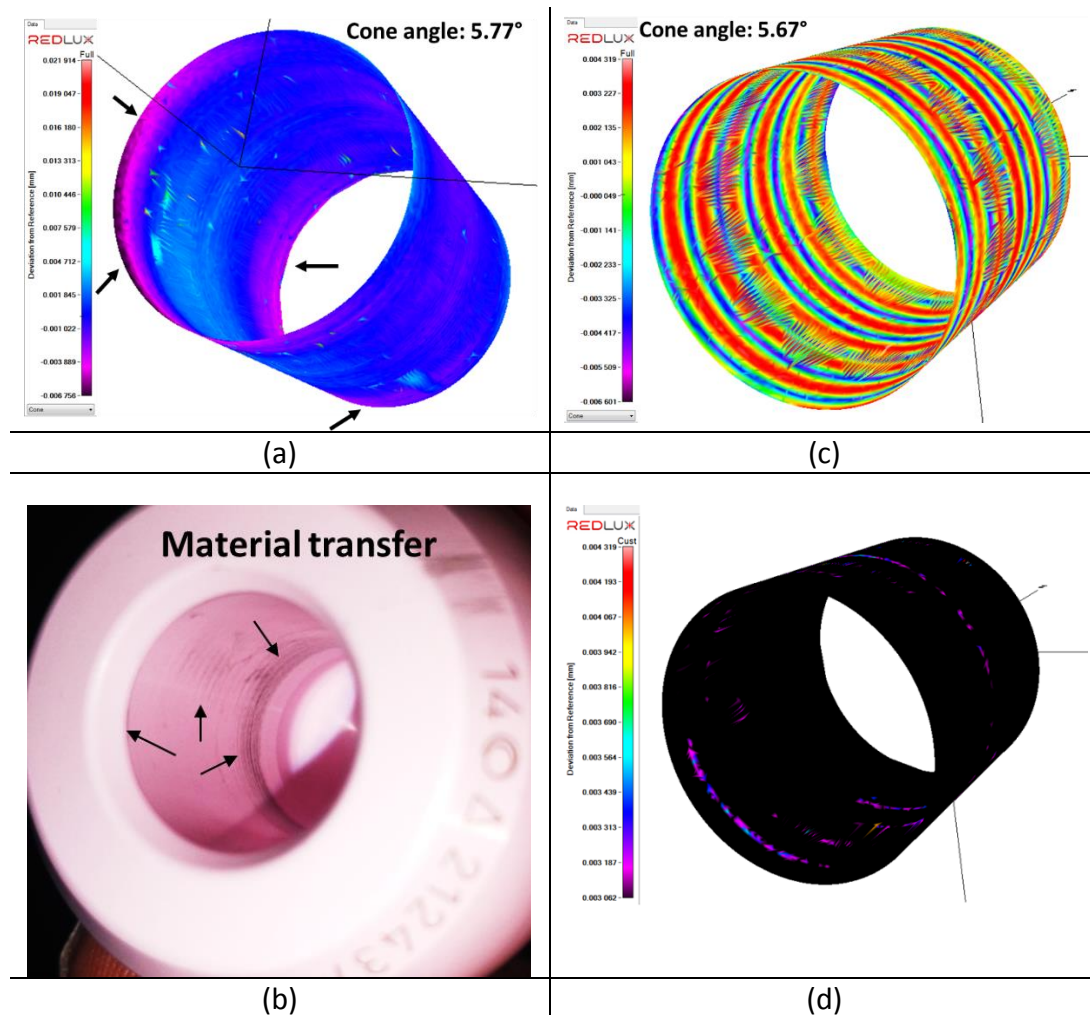 Data
REDLUX
Full
0.021 914
19 047
0.016 180
0.013 313
0.010 446
0.007 579
0.004 712
0.001 845
-0.001 022
-0.003 889
-0.006 756
Deviation from Reference [mm]
Cone
Cone angle: 5.77°
(a)
Data
REDLUX
Full
0.004 319
0.003 227
0.002 135
0.001 043
-0.000 049
-0.001 141
-0.002 233
-0.003 325
-0.004 417
-0.005 509
-0.006 601
Deviation from Reference [mm]
Cone
Cone angle: 5.67°
(c)
Material transfer
(b)
Data
REDLUX
Cust
0.004 319
0.004 193
0.004 067
0.003 942
0.003 816
0.003 690
0.003 564
0.003 439
0.003 313
0.003 187
0.003 062
Deviation from Reference [mm]
(d)